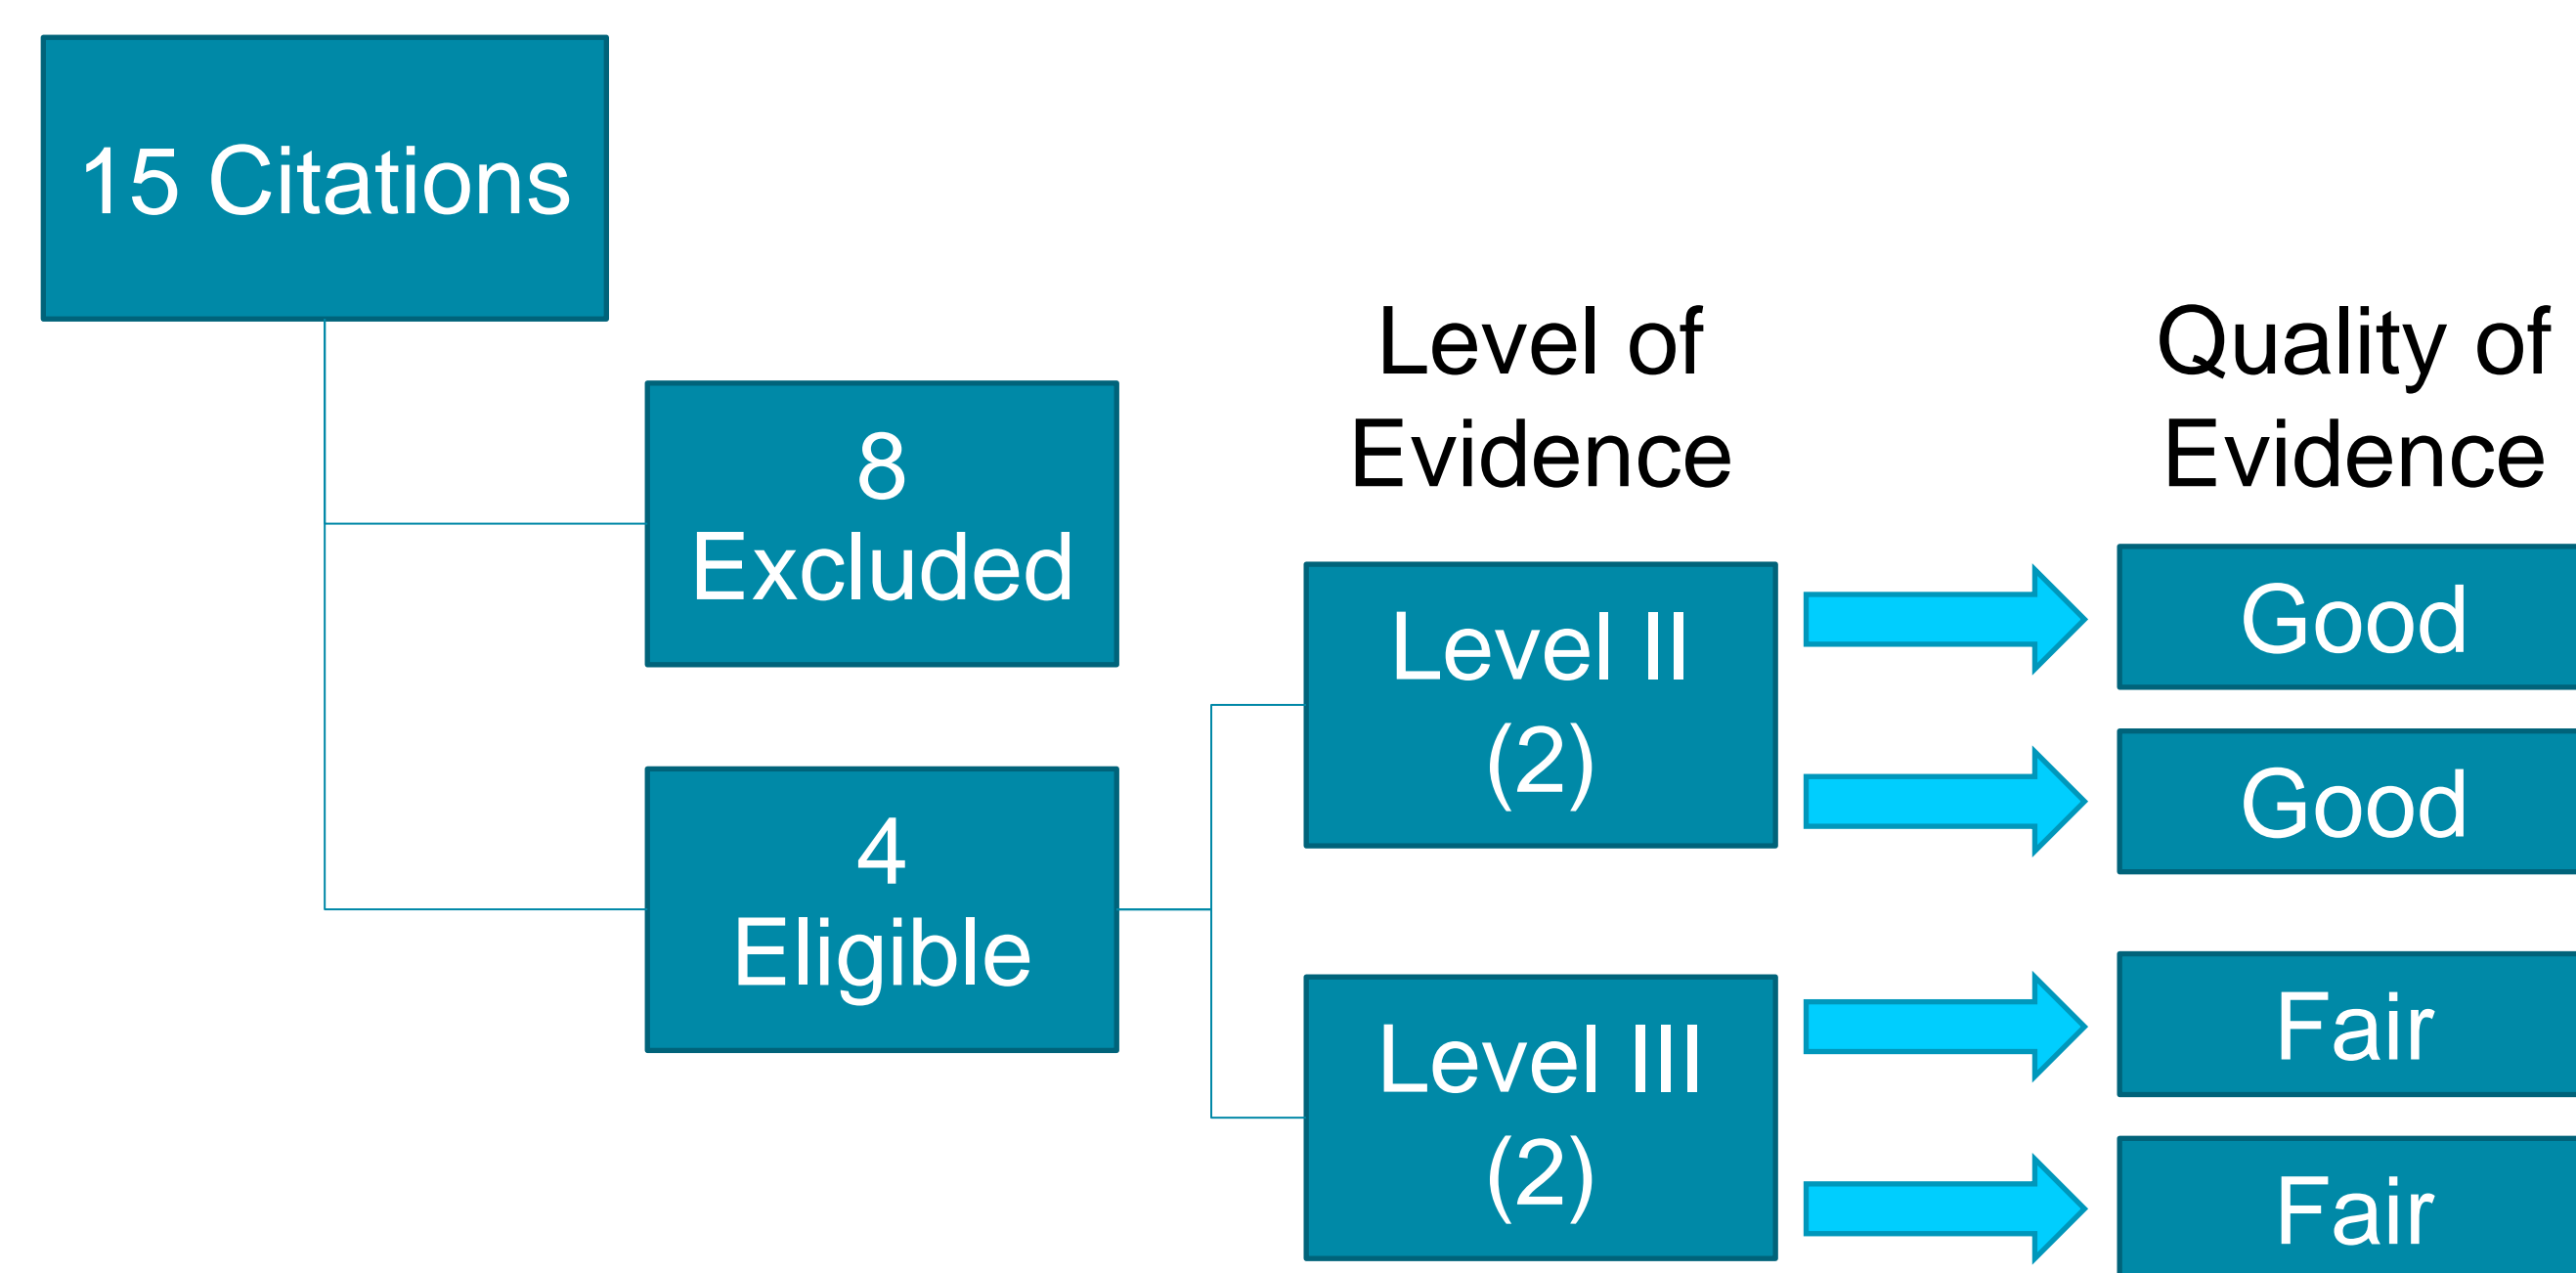 15 Citations
8
Excluded
4
Eligible
Level of
Evidence
Level II
(2)
Level III
(2)
Quality of
Evidence
Good
Good
Fair
Fair